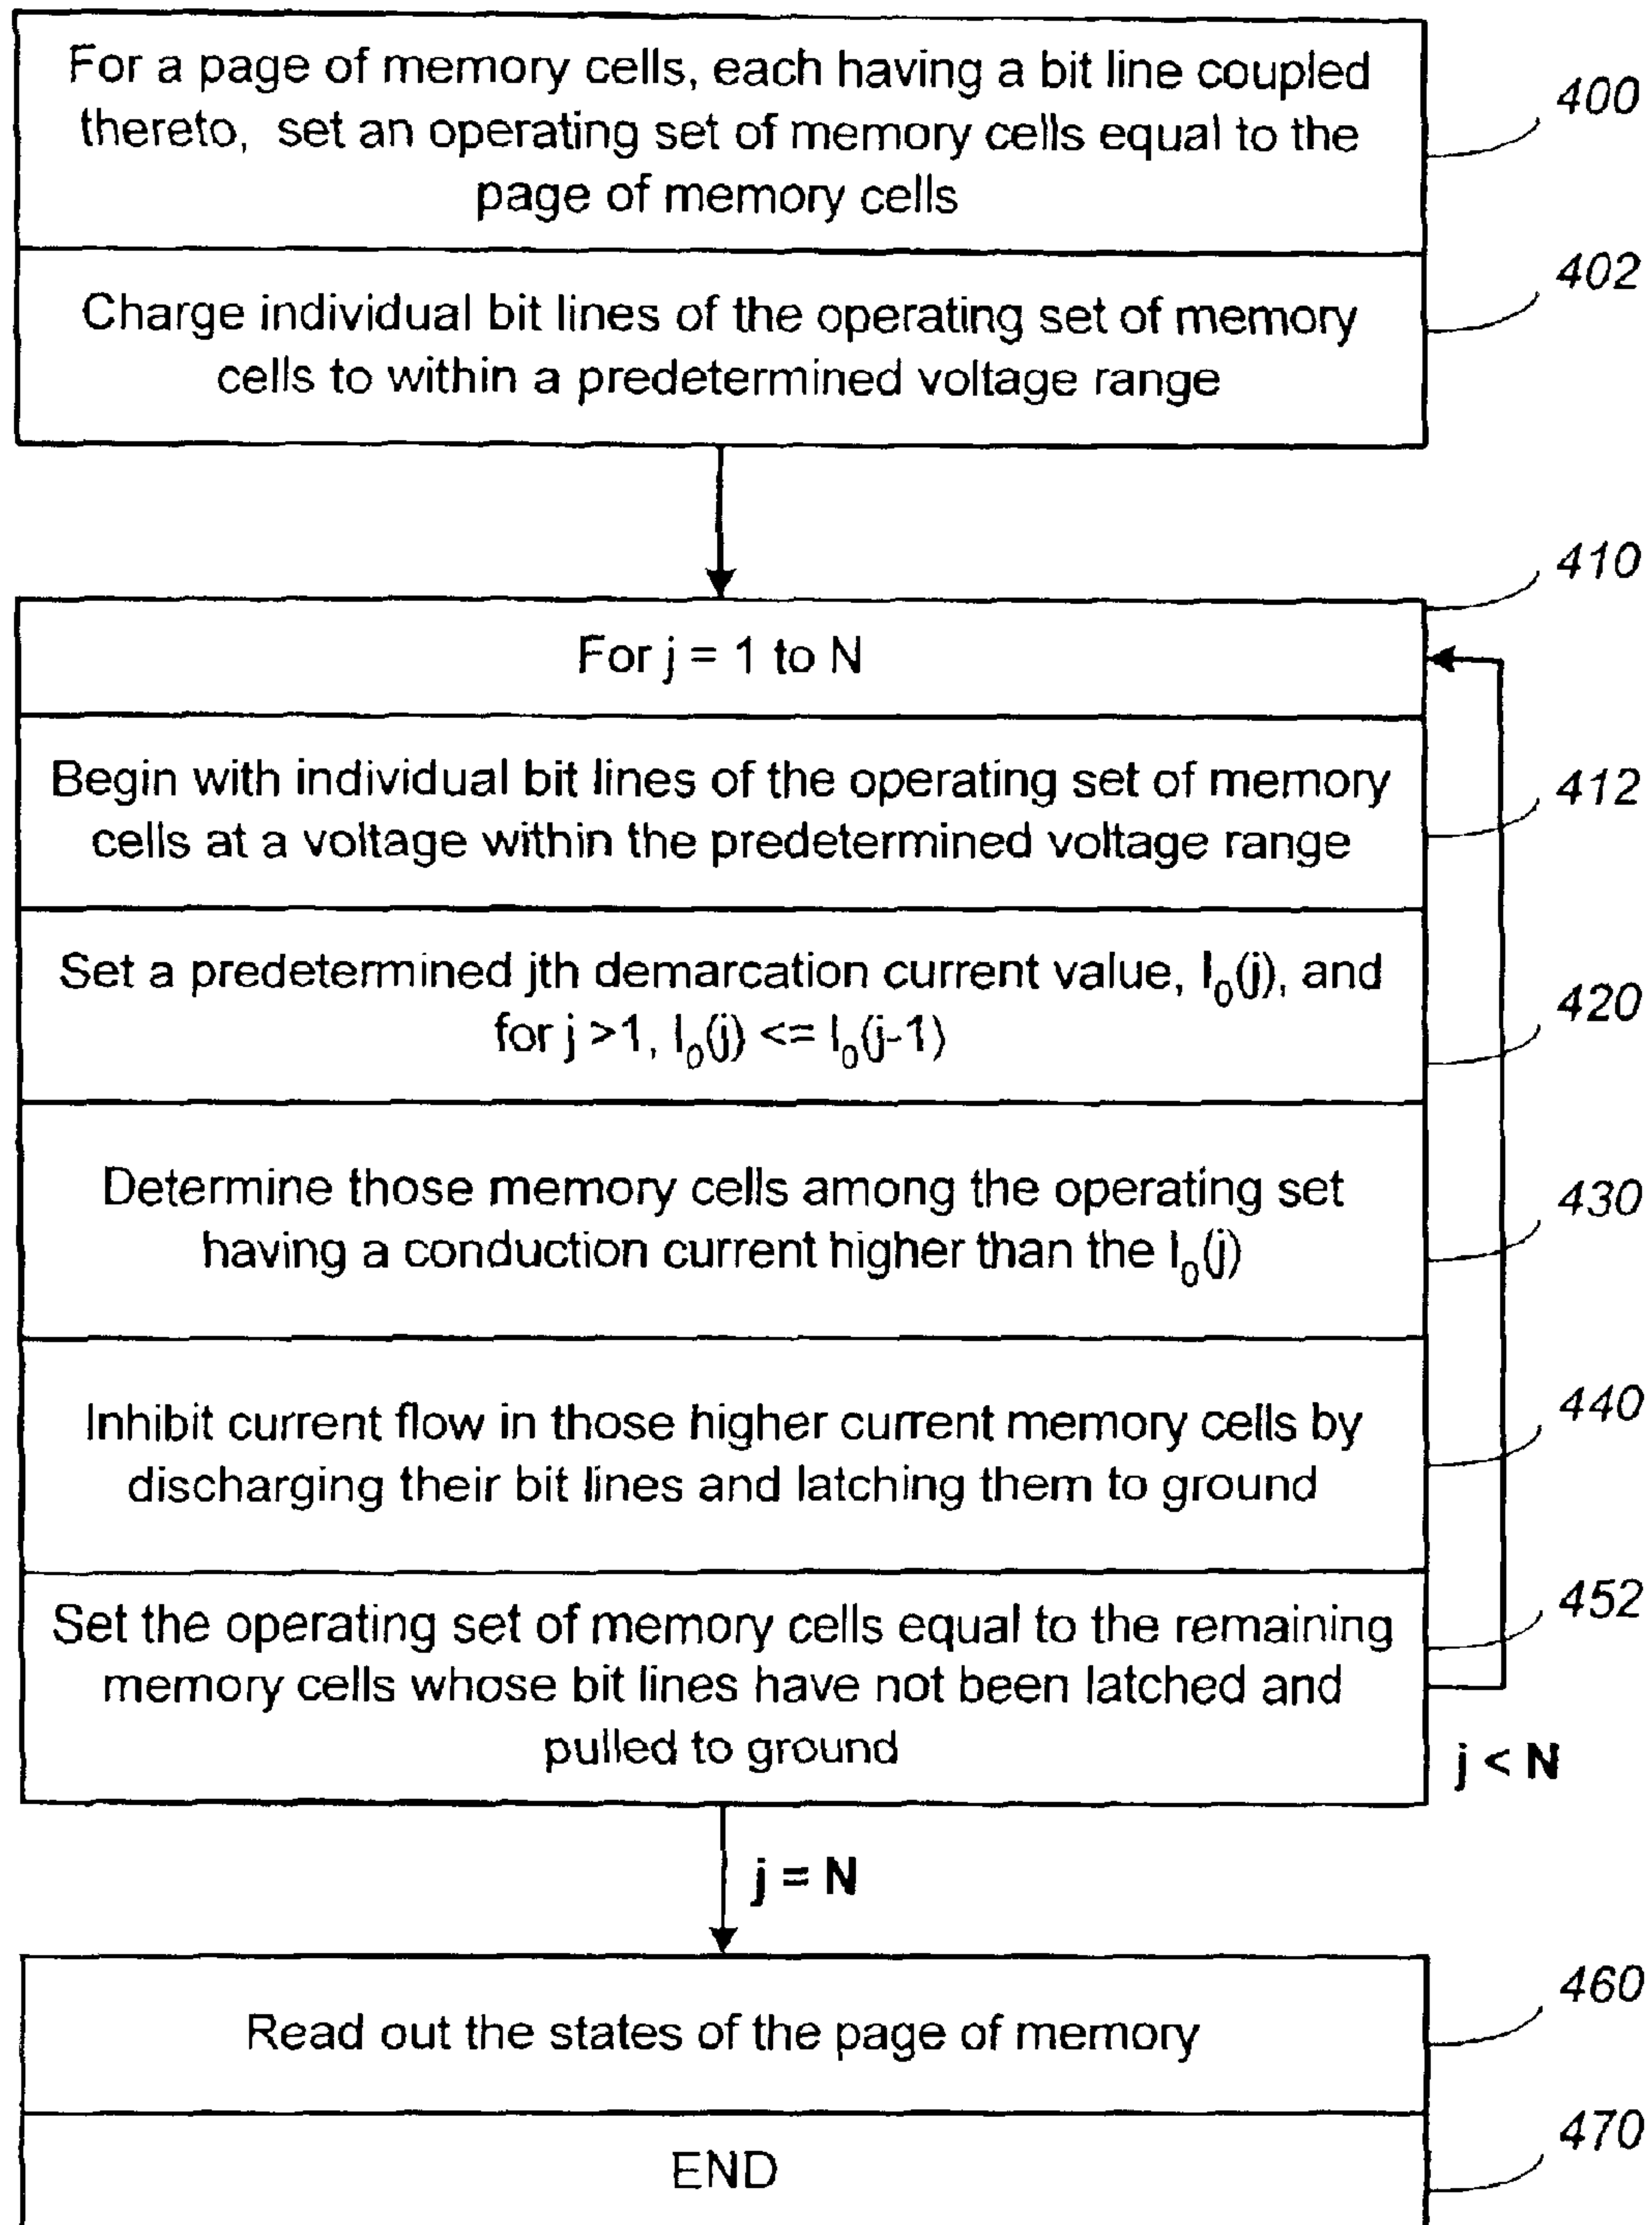 For a page of memory cells, each having a bit line coupled
thereto, set an operating set of memory cells equal to the
page of memory cells
400
Charge individual bit lines of the operating set of memory
cells to within a predetermined voltage range
402
410
For j = 1 to N
Begin with individual bit lines of the operating set of memory
cells at a voltage within the predetermined voltage range
412
Set a predetermined jth demarcation current value, I₀(j), and
for j >1, I₀(j) <= I₀(j-1)
420
Determine those memory cells among the operating set
having a conduction current higher than the I₀(j)
430
Inhibit current flow in those higher current memory cells by
discharging their bit lines and latching them to ground
440
Set the operating set of memory cells equal to the remaining
memory cells whose bit lines have not been latched and
pulled to ground
452
j < N
j = N
Read out the states of the page of memory
460
END
470